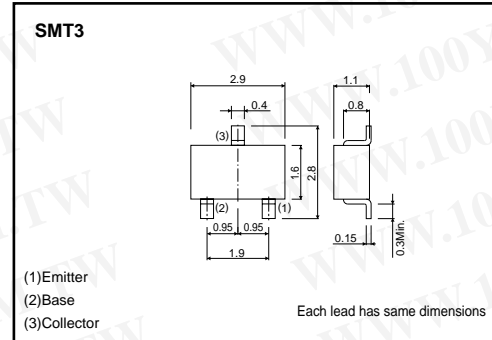 SMT3
2.9
1.1
0.4
0.8
(3)
1.6
2.8
(2)
(1)
0.95
0.95
0.15
0.3Min.
1.9
(1)Emitter
(2)Base
(3)Collector
Each lead has same dimensions